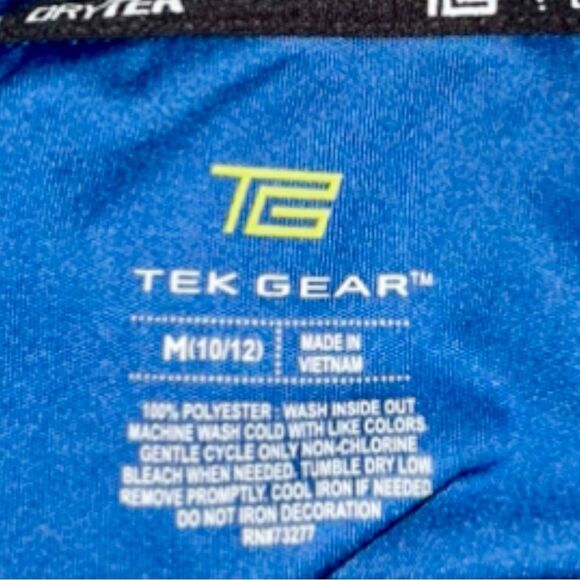 DRYTEK TG
TG
TEK GEAR™
M(10/12)
MADE IN
VIETNAM
100% POLYESTER · WASH INSIDE OUT
MACHINE WASH COLD WITH LIKE COLORS
GENTLE CYCLE ONLY NON-CHLORINE
BLEACH WHEN NEEDED. TUMBLE DRY LOW
REMOVE PROMPTLY. COOL IRON IF NEEDED
DO NOT IRON DECORATION
RN#73277